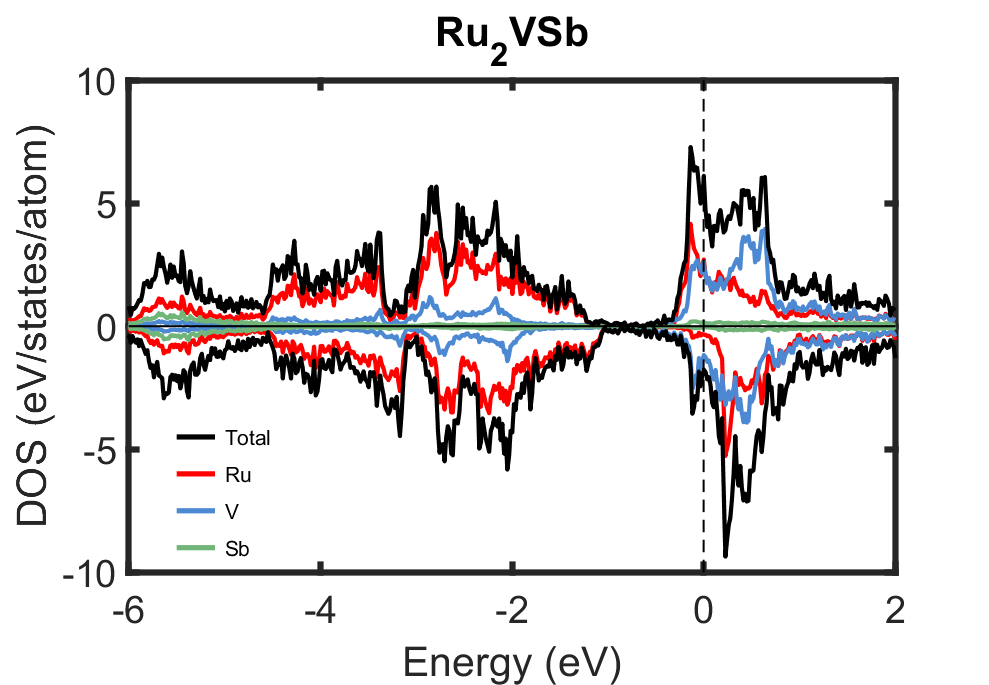 Ru₂VSb
DOS (eV/states/atom)
10
5
0
-5
-10
Total
Ru
V
Sb
-6 -4 -2 0 2
Energy (eV)